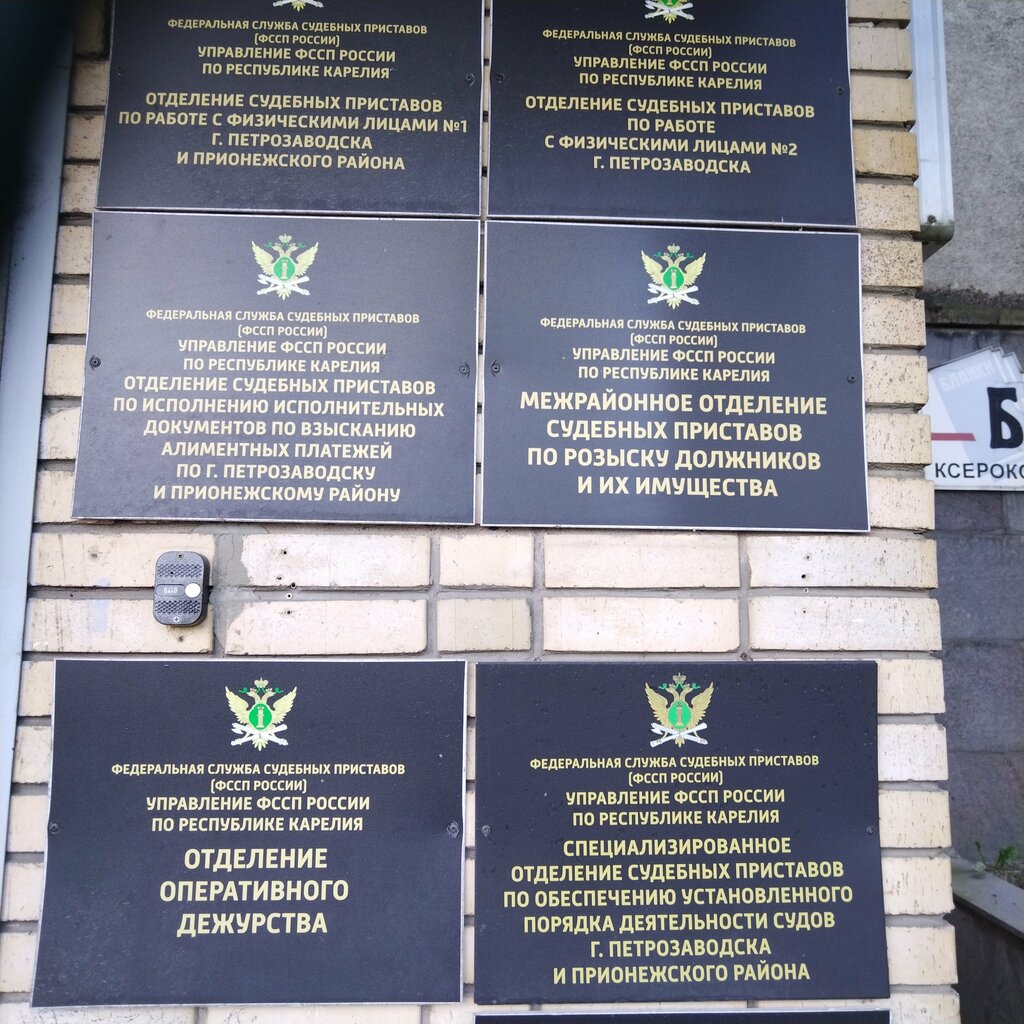 ФЕДЕРАЛЬНАЯ СЛУЖБА СУДЕБНЫХ ПРИСТАВОВ
(ФССП РОССИИ)
УПРАВЛЕНИЕ ФССП РОССИИ
ПО РЕСПУБЛИКЕ КАРЕЛИЯ
ОТДЕЛЕНИЕ СУДЕБНЫХ ПРИСТАВОВ
ПО РАБОТЕ С ФИЗИЧЕСКИМИ ЛИЦАМИ №1
Г. ПЕТРОЗАВОДСКА
И ПРИОНЕЖСКОГО РАЙОНА
ФЕДЕРАЛЬНАЯ СЛУЖБА СУДЕБНЫХ ПРИСТАВОВ
(ФССП РОССИИ)
УПРАВЛЕНИЕ ФССП РОССИИ
ПО РЕСПУБЛИКЕ КАРЕЛИЯ
ОТДЕЛЕНИЕ СУДЕБНЫХ ПРИСТАВОВ
ПО РАБОТЕ
С ФИЗИЧЕСКИМИ ЛИЦАМИ №2
Г. ПЕТРОЗАВОДСКА
ФЕДЕРАЛЬНАЯ СЛУЖБА СУДЕБНЫХ ПРИСТАВОВ
(ФССП РОССИИ)
УПРАВЛЕНИЕ ФССП РОССИИ
ПО РЕСПУБЛИКЕ КАРЕЛИЯ
ОТДЕЛЕНИЕ СУДЕБНЫХ ПРИСТАВОВ
ПО ИСПОЛНЕНИЮ ИСПОЛНИТЕЛЬНЫХ
ДОКУМЕНТОВ ПО ВЗЫСКАНИЮ
АЛИМЕНТНЫХ ПЛАТЕЖЕЙ
ПО Г. ПЕТРОЗАВОДСКУ
И ПРИОНЕЖСКОМУ РАЙОНУ
ФЕДЕРАЛЬНАЯ СЛУЖБА СУДЕБНЫХ ПРИСТАВОВ
(ФССП РОССИИ)
УПРАВЛЕНИЕ ФССП РОССИИ
ПО РЕСПУБЛИКЕ КАРЕЛИЯ
МЕЖРАЙОННОЕ ОТДЕЛЕНИЕ
СУДЕБНЫХ ПРИСТАВОВ
ПО РОЗЫСКУ ДОЛЖНИКОВ
И ИХ ИМУЩЕСТВА
БЛАНКИ
Б
КСЕРОКО
ФЕДЕРАЛЬНАЯ СЛУЖБА СУДЕБНЫХ ПРИСТАВОВ
(ФССП РОССИИ)
УПРАВЛЕНИЕ ФССП РОССИИ
ПО РЕСПУБЛИКЕ КАРЕЛИЯ
ОТДЕЛЕНИЕ
ОПЕРАТИВНОГО
ДЕЖУРСТВА
ФЕДЕРАЛЬНАЯ СЛУЖБА СУДЕБНЫХ ПРИСТАВОВ
(ФССП РОССИИ)
УПРАВЛЕНИЕ ФССП РОССИИ
ПО РЕСПУБЛИКЕ КАРЕЛИЯ
СПЕЦИАЛИЗИРОВАННОЕ
ОТДЕЛЕНИЕ СУДЕБНЫХ ПРИСТАВОВ
ПО ОБЕСПЕЧЕНИЮ УСТАНОВЛЕННОГО
ПОРЯДКА ДЕЯТЕЛЬНОСТИ СУДОВ
Г. ПЕТРОЗАВОДСКА
И ПРИОНЕЖСКОГО РАЙОНА